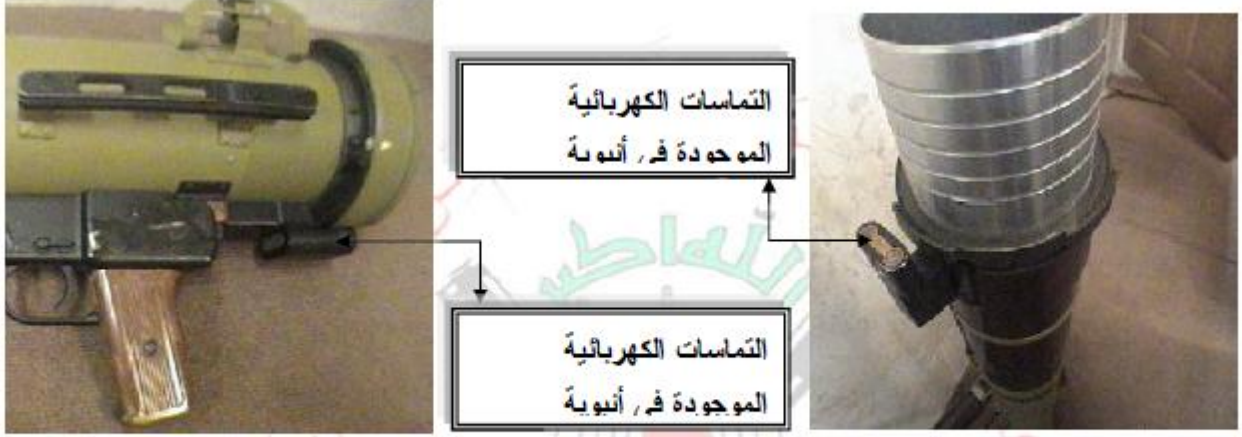 التماسات الكهربائية
الموجودة في أنبوبة
التماسات الكهربائية
الموجودة في أنبوبة